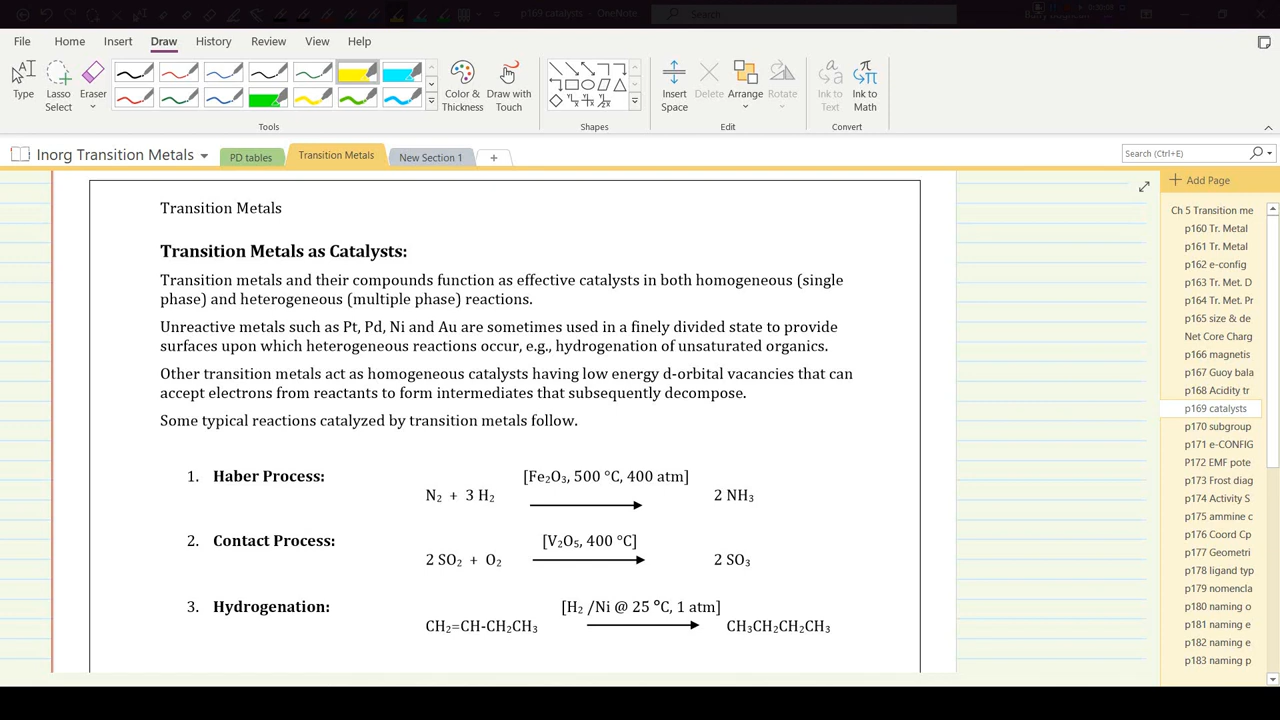 p169 catalysts - OneNote
Search
File Home Insert Draw History Review View Help
Type
Lasso Select
Eraser
Color & Thickness
Draw with Touch
Insert Space
Delete
Arrange
Rotate
Ink to Text
Ink to Math
Tools
Shapes
Edit
Convert
Inorg Transition Metals
PD tables
Transition Metals
New Section 1
Search (Ctrl+E)
Transition Metals
Transition Metals as Catalysts:
Transition metals and their compounds function as effective catalysts in both homogeneous (single
phase) and heterogeneous (multiple phase) reactions.
Unreactive metals such as Pt, Pd, Ni and Au are sometimes used in a finely divided state to provide
surfaces upon which heterogeneous reactions occur, e.g., hydrogenation of unsaturated organics.
Other transition metals act as homogeneous catalysts having low energy d-orbital vacancies that can
accept electrons from reactants to form intermediates that subsequently decompose.
Some typical reactions catalyzed by transition metals follow.
1. Haber Process: [Fe₂O₃, 500 °C, 400 atm]
N₂ + 3 H₂ 2 NH₃
2. Contact Process: [V₂O₅, 400 °C]
2 SO₂ + O₂ 2 SO₃
3. Hydrogenation: [H₂ /Ni @ 25 °C, 1 atm]
CH₂=CH-CH₂CH₃ CH₃CH₂CH₂CH₃
Add Page
Ch 5 Transition me
p160 Tr. Metal
p161 Tr. Metal
p162 e-config
p163 Tr. Met. D
p164 Tr. Met. Pr
p165 size & de
Net Core Charg
p166 magnetis
p167 Guoy bala
p168 Acidity tr
p169 catalysts
p170 subgroup
p171 e-CONFIG
P172 EMF pote
p173 Frost diag
p174 Activity S
p175 ammine c
p176 Coord Cp
p177 Geometri
p178 ligand typ
p179 nomencla
p180 naming o
p181 naming e
p182 naming e
p183 naming p